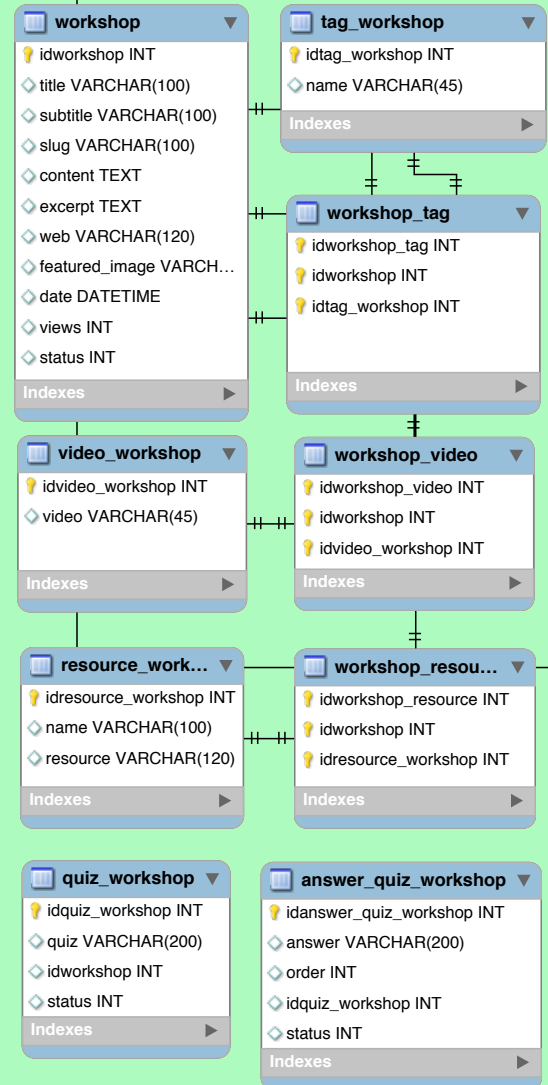 workshop
idworkshop INT
title VARCHAR(100)
subtitle VARCHAR(100)
slug VARCHAR(100)
content TEXT
excerpt TEXT
web VARCHAR(120)
featured_image VARCH...
date DATETIME
views INT
status INT
Indexes
tag_workshop
idtag_workshop INT
name VARCHAR(45)
Indexes
workshop_tag
idworkshop_tag INT
idworkshop INT
idtag_workshop INT
Indexes
video_workshop
idvideo_workshop INT
video VARCHAR(45)
Indexes
workshop_video
idworkshop_video INT
idworkshop INT
idvideo_workshop INT
Indexes
resource_work...
idresource_workshop INT
name VARCHAR(100)
resource VARCHAR(120)
Indexes
workshop_resou...
idworkshop_resource INT
idworkshop INT
idresource_workshop INT
Indexes
quiz_workshop
idquiz_workshop INT
quiz VARCHAR(200)
idworkshop INT
status INT
Indexes
answer_quiz_workshop
idanswer_quiz_workshop INT
answer VARCHAR(200)
order INT
idquiz_workshop INT
status INT
Indexes